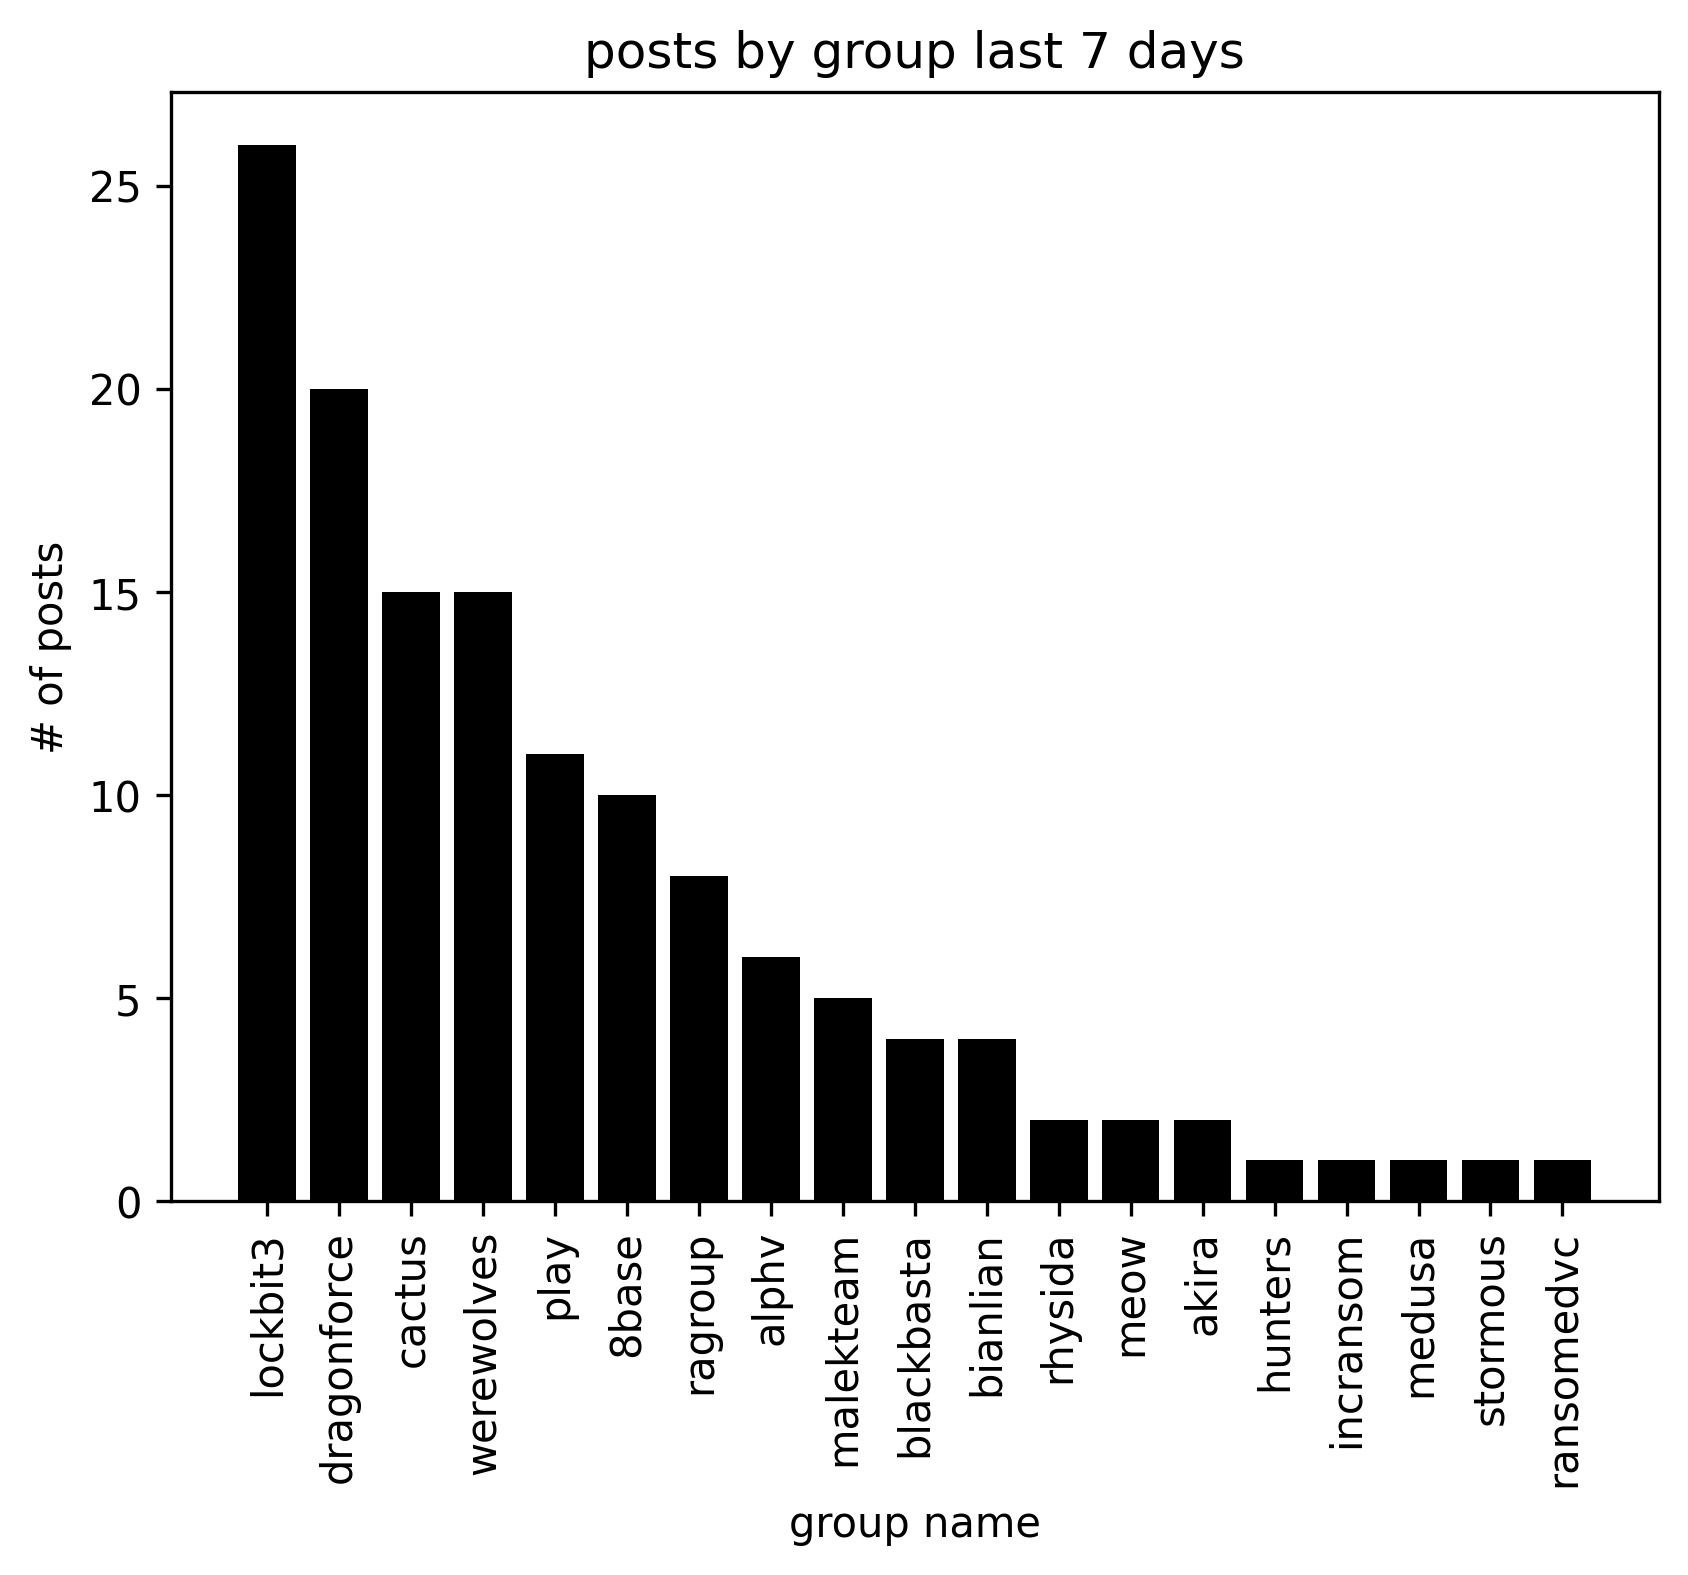 posts by group last 7 days
# of posts
25
20
15
10
5
0
lockbit3
dragonforce
cactus
werewolves
play
8base
ragroup
alphv
malekteam
blackbasta
bianlian
rhysida
meow
akira
hunters
incransom
medusa
stormous
ransomedvc
group name